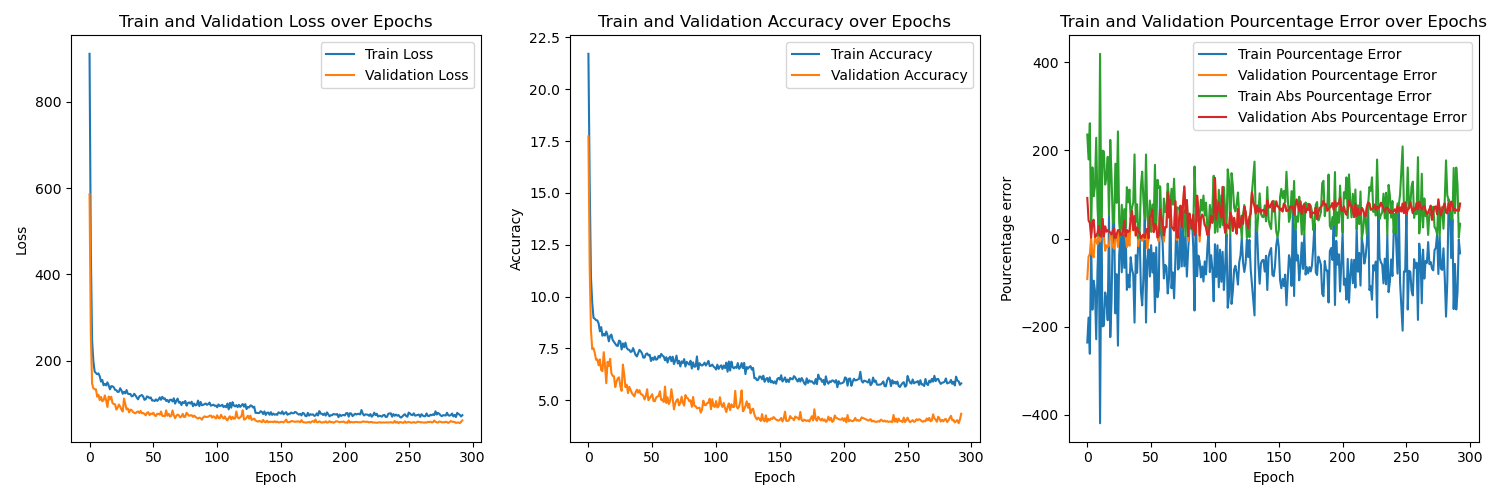 Train and Validation Loss over Epochs
Train Loss
Validation Loss
800
600
400
200
Loss
0 50 100 150 200 250 300
Epoch
Train and Validation Accuracy over Epochs
Train Accuracy
Validation Accuracy
22.5
20.0
17.5
15.0
12.5
10.0
7.5
5.0
Accuracy
0 50 100 150 200 250 300
Epoch
Train and Validation Pourcentage Error over Epochs
Train Pourcentage Error
Validation Pourcentage Error
Train Abs Pourcentage Error
Validation Abs Pourcentage Error
400
200
0
−200
−400
Pourcentage error
0 50 100 150 200 250 300
Epoch